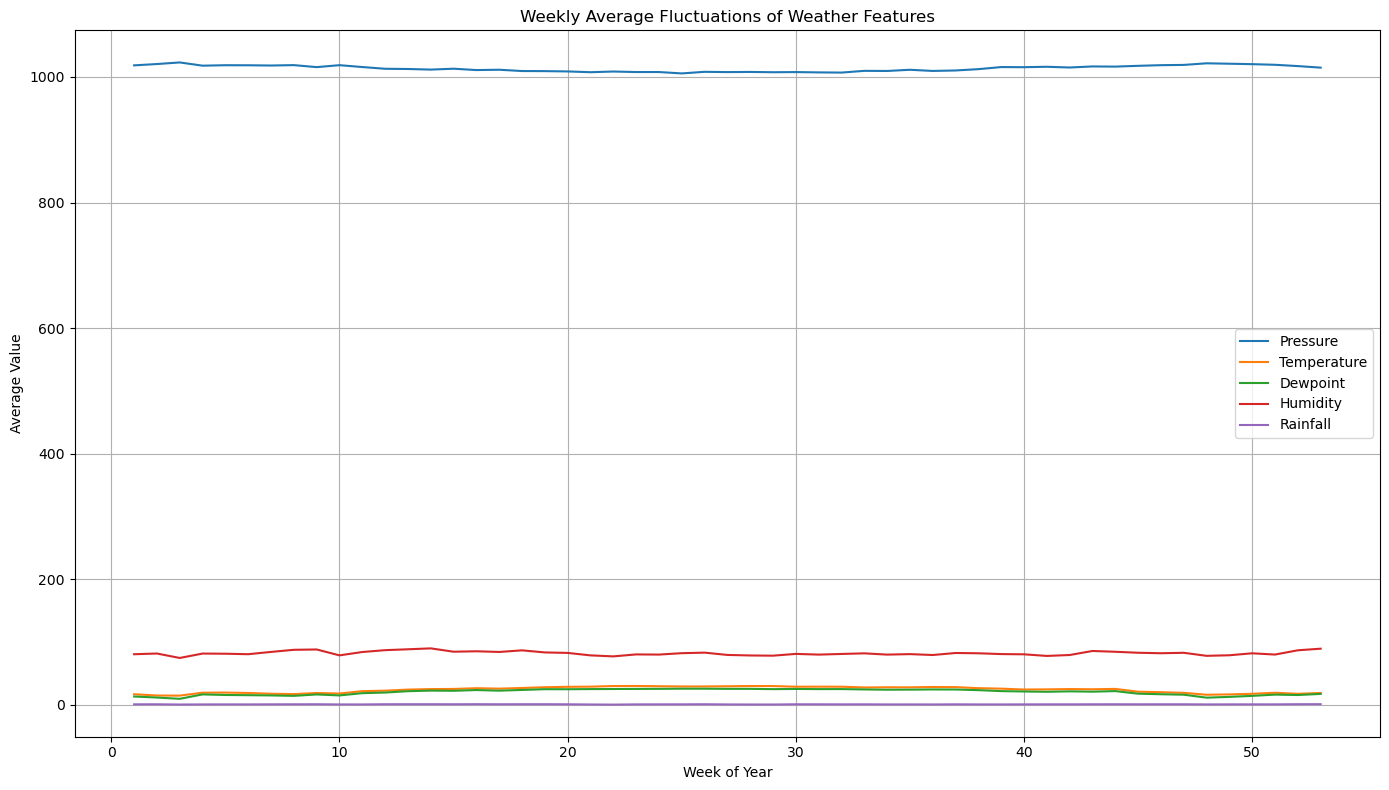 Weekly Average Fluctuations of Weather Features
1000
800
600
400
200
0
Average Value
Pressure
Temperature
Dewpoint
Humidity
Rainfall
0 10 20 30 40 50
Week of Year